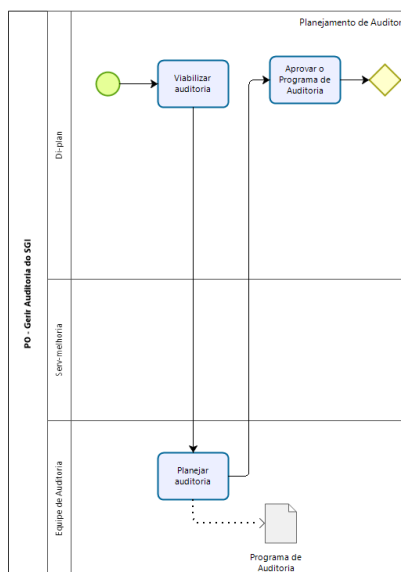 Planejamento de Auditor
PO - Gerir Auditoria do SGI
Di-plan
Viabilizar
auditoria
Aprovar o
Programa de
Auditoria
Serv-melhoria
Equipe de Auditoria
Planejar
auditoria
Programa de
Auditoria